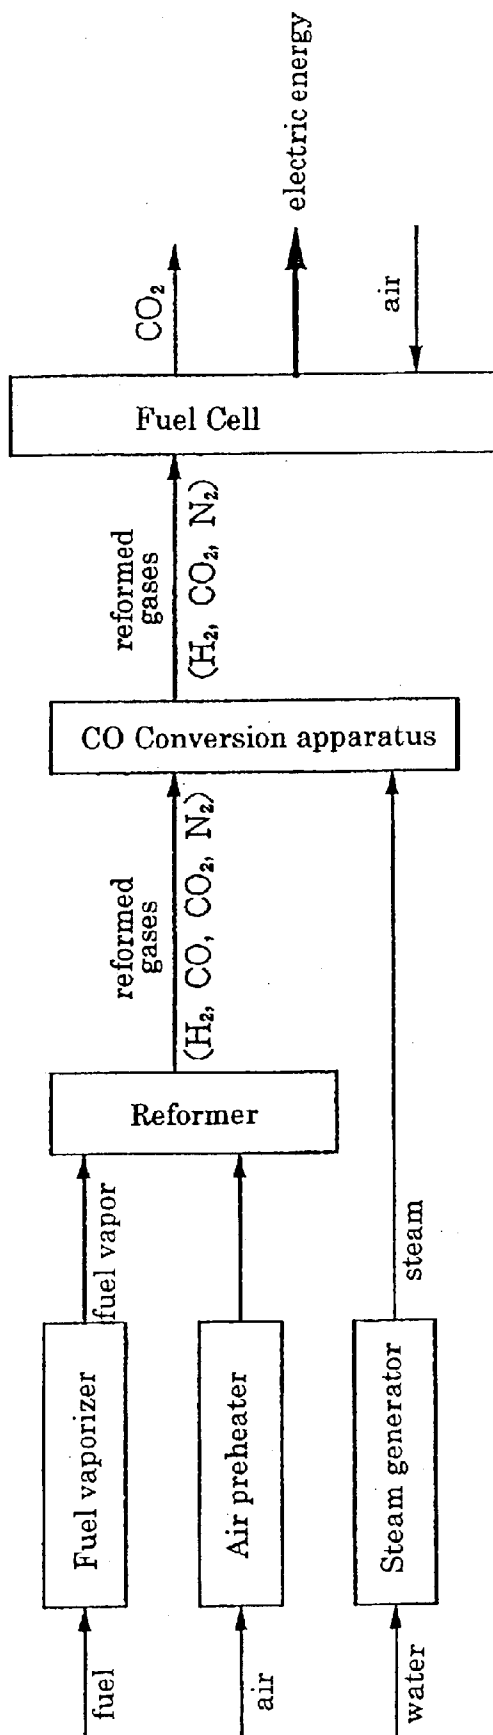 fuel
Fuel vaporizer
fuel vapor
air
Air preheater
water
Steam generator
steam
Reformer
reformed
gases
(H₂, CO, CO₂, N₂)
CO Conversion apparatus
reformed
gases
(H₂, CO₂, N₂)
Fuel Cell
CO₂
electric energy
air